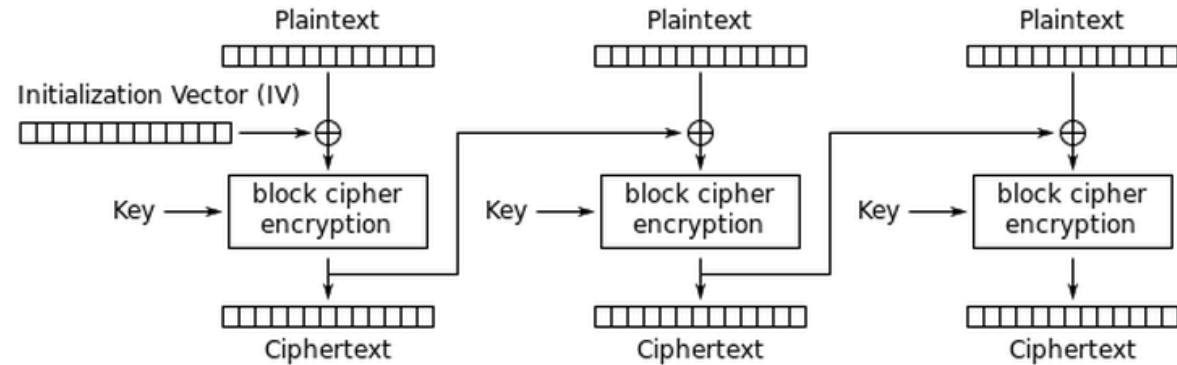 Plaintext
Plaintext
Plaintext
Initialization Vector (IV)
Key
block cipher
encryption
Key
block cipher
encryption
Key
block cipher
encryption
Ciphertext
Ciphertext
Ciphertext